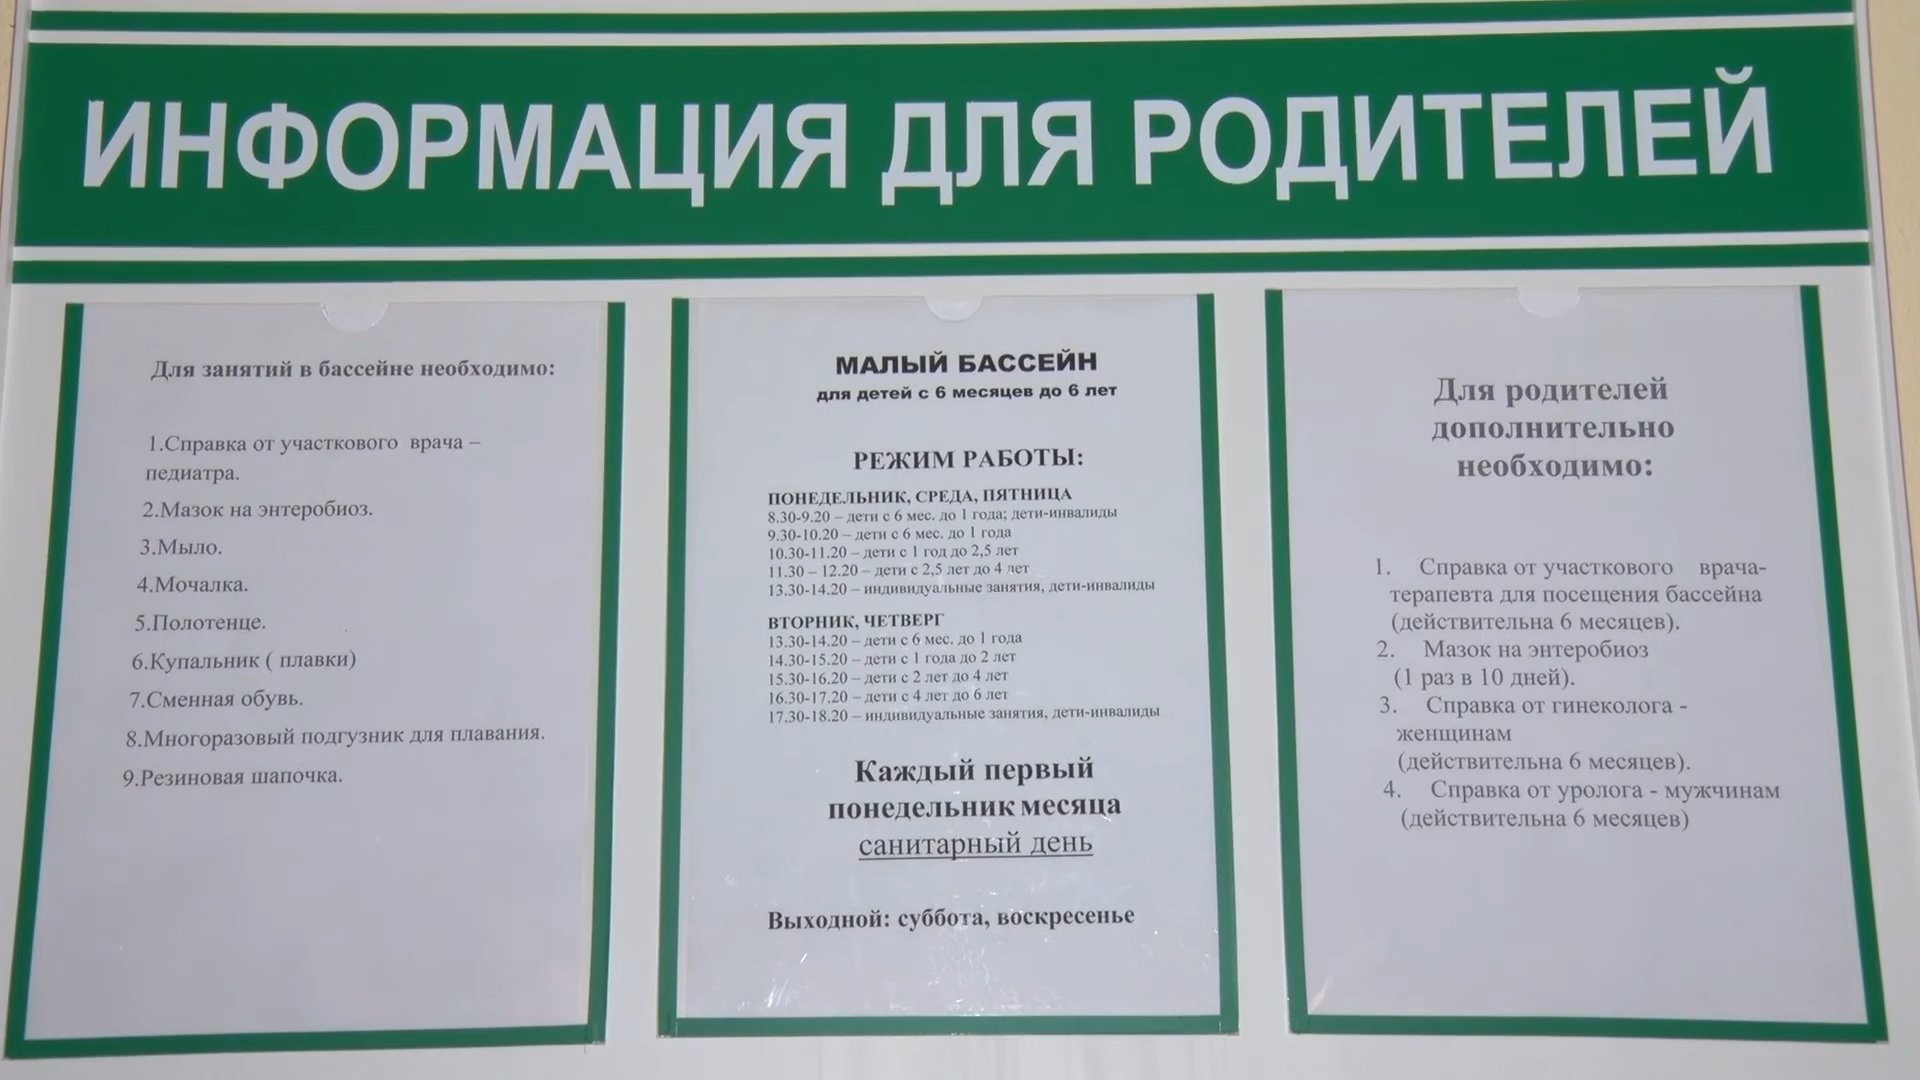 ИНФОРМАЦИЯ ДЛЯ РОДИТЕЛЕЙ
Для занятий в бассейне необходимо:
1.Справка от участкового врача –
педиатра.
2.Мазок на энтеробиоз.
3.Мыло.
4.Мочалка.
5.Полотенце.
6.Купальник ( плавки)
7.Сменная обувь.
8.Многоразовый подгузник для плавания.
9.Резиновая шапочка.
МАЛЫЙ БАССЕЙН
для детей с 6 месяцев до 6 лет
РЕЖИМ РАБОТЫ:
ПОНЕДЕЛЬНИК, СРЕДА, ПЯТНИЦА
8.30-9.20 – дети с 6 мес. до 1 года; дети-инвалиды
9.30-10.20 – дети с 6 мес. до 1 года
10.30-11.20 – дети с 1 год до 2,5 лет
11.30 – 12.20 – дети с 2,5 лет до 4 лет
13.30-14.20 – индивидуальные занятия, дети-инвалиды
ВТОРНИК, ЧЕТВЕРГ
13.30-14.20 – дети с 6 мес. до 1 года
14.30-15.20 – дети с 1 года до 2 лет
15.30-16.20 – дети с 2 лет до 4 лет
16.30-17.20 – дети с 4 лет до 6 лет
17.30-18.20 – индивидуальные занятия, дети-инвалиды
Каждый первый
понедельник месяца
санитарный день
Выходной: суббота, воскресенье
Для родителей
дополнительно
необходимо:
1. Справка от участкового врача-
терапевта для посещения бассейна
(действительна 6 месяцев).
2. Мазок на энтеробиоз
(1 раз в 10 дней).
3. Справка от гинеколога -
женщинам
(действительна 6 месяцев).
4. Справка от уролога - мужчинам
(действительна 6 месяцев)